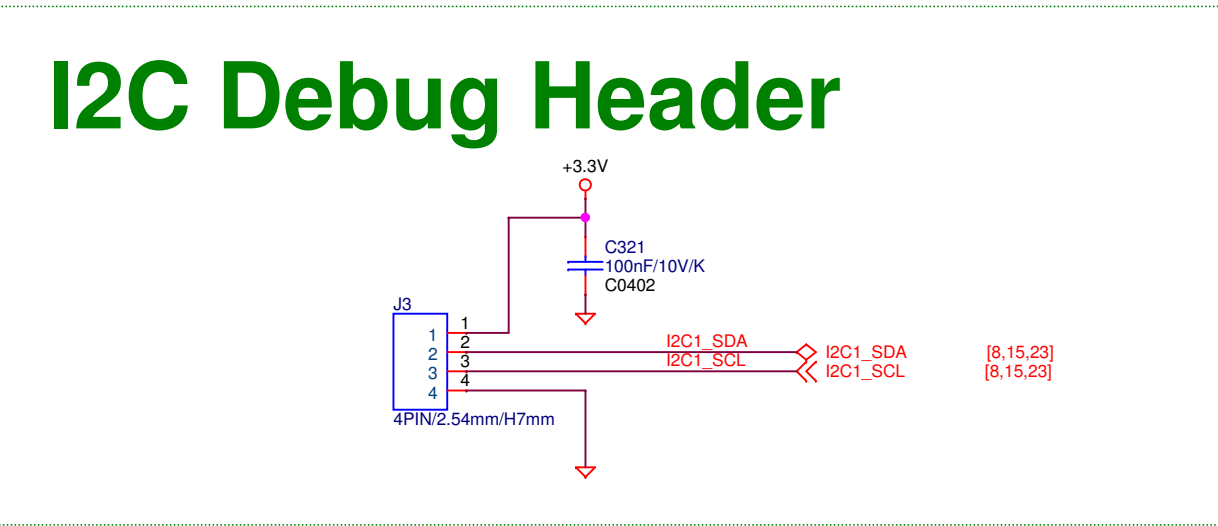 I2C Debug Header
+3.3V
C321
100nF/10V/K
C0402
J3
1 1
2 2 I2C1_SDA I2C1_SDA [8,15,23]
3 3 I2C1_SCL I2C1_SCL [8,15,23]
4 4
4PIN/2.54mm/H7mm